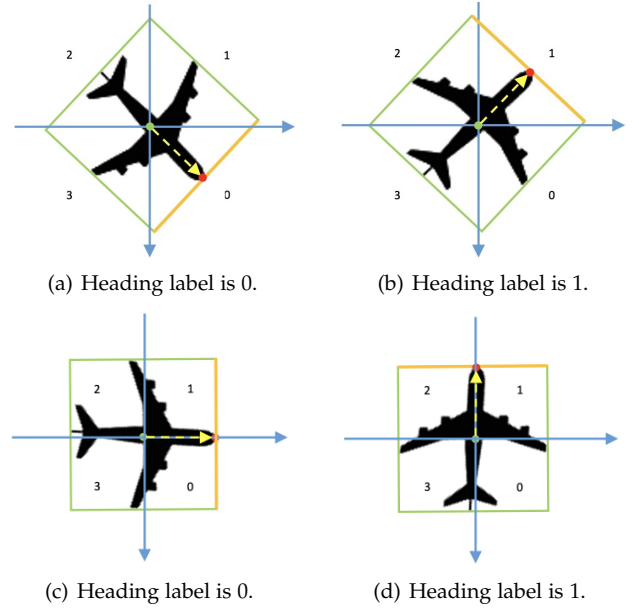 2 1
3 0
(a) Heading label is 0.
2 1
3 0
(b) Heading label is 1.
2 1
3 0
(c) Heading label is 0.
2 1
3 0
(d) Heading label is 1.